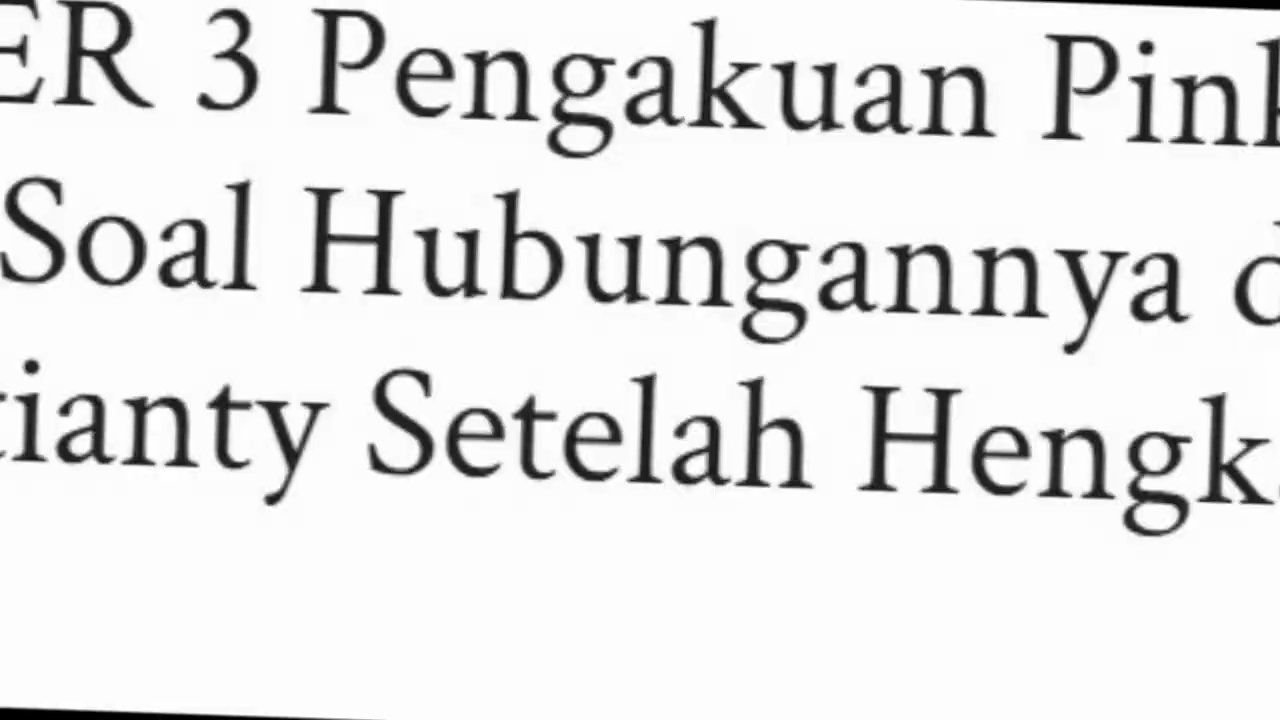 ER 3 Pengakuan Pink
Soal Hubungannya d
tianty Setelah Hengk